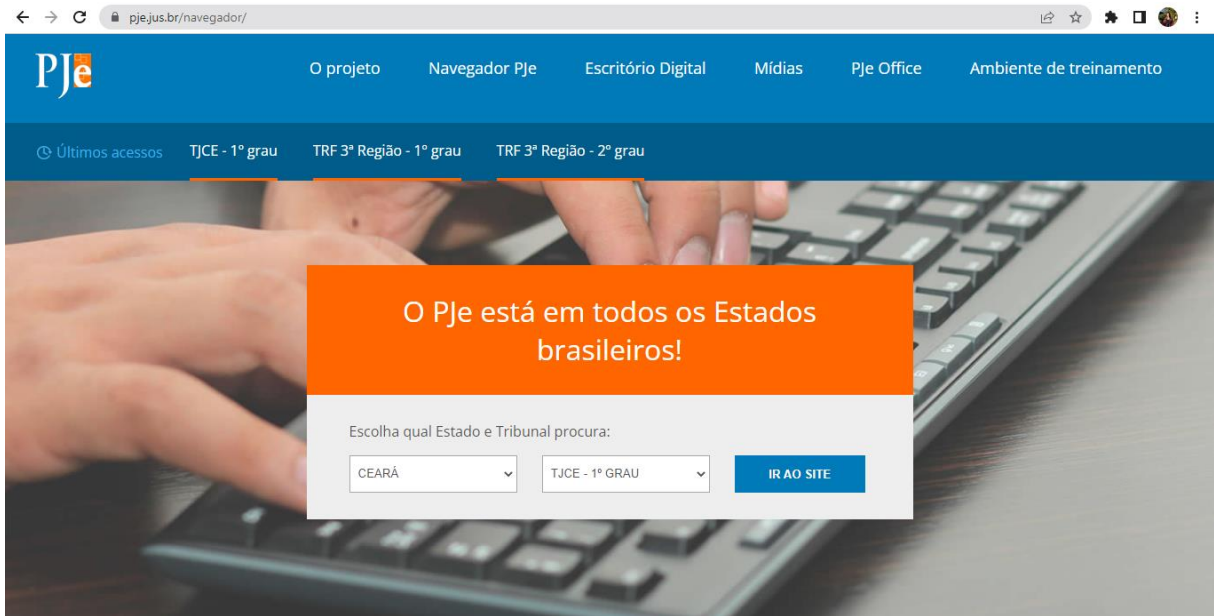 pje.jus.br/navegador/
PJe
O projeto Navegador PJe Escritório Digital Mídias PJe Office Ambiente de treinamento
Últimos acessos TJCE - 1º grau TRF 3ª Região - 1º grau TRF 3ª Região - 2º grau
O PJe está em todos os Estados
brasileiros!
Escolha qual Estado e Tribunal procura:
CEARÁ TJCE - 1º GRAU IR AO SITE